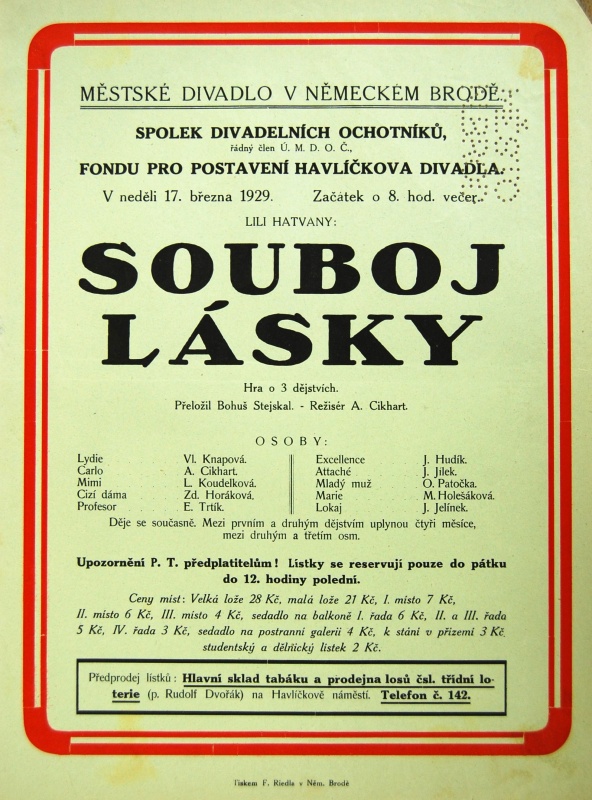 MĚSTSKÉ DIVADLO V NĚMECKÉM BRODĚ.
SPOLEK DIVADELNÍCH OCHOTNÍKŮ,
řádný člen Ú. M. D. O. Č.,
FONDU PRO POSTAVENÍ HAVLÍČKOVA DIVADLA.
V neděli 17. března 1929. Začátek o 8. hod. večer.
LILI HATVANY:
SOUBOJ
LÁSKY
Hra o 3 dějstvích.
Přeložil Bohuš Stejskal. - Režisér A. Cikhart.
OSOBY:
Lydie Vl. Knapová. Excellence J. Hudík.
Carlo A. Cikhart. Attaché J. Jílek.
Mimi L. Koudelková. Mladý muž O. Patočka.
Cizí dáma Zd. Horáková. Marie M. Holešáková.
Profesor E. Trtík. Lokaj J. Jelínek.
Děje se současně. Mezi prvním a druhým dějstvím uplynou čtyři měsíce,
mezi druhým a třetím osm.
Upozornění P. T. předplatitelům! Lístky se reservují pouze do pátku
do 12. hodiny polední.
Ceny míst: Velká lože 28 Kč, malá lože 21 Kč, I. místo 7 Kč,
II. místo 6 Kč, III. místo 4 Kč, sedadlo na balkoně I. řada 6 Kč, II. a III. řada
5 Kč, IV. řada 3 Kč, sedadlo na postranní galerii 4 Kč, k stání v přízemí 3 Kč,
studentský a dělnický lístek 2 Kč.
Předprodej lístků: Hlavní sklad tabáku a prodejna losů čsl. třídní lo-
terie (p. Rudolf Dvořák) na Havlíčkově náměstí. Telefon č. 142.
Tiskem F. Riedla v Něm. Brodě